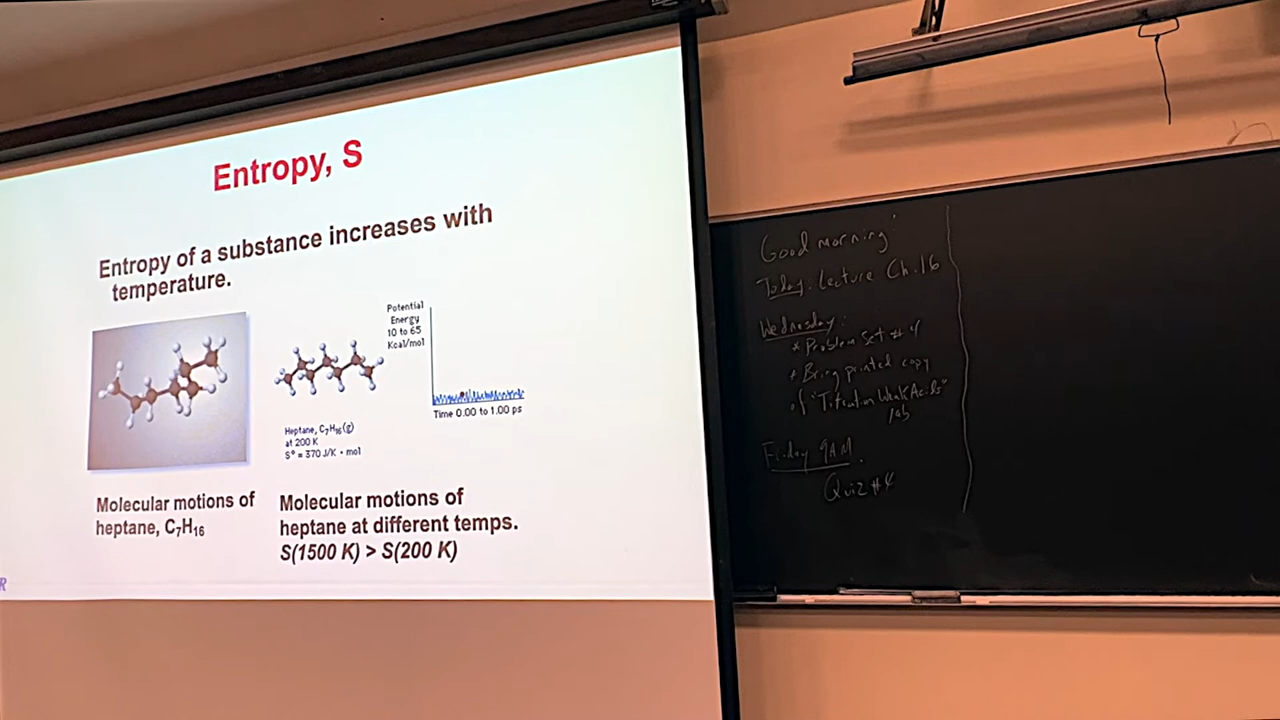 Entropy, S
Entropy of a substance increases with
temperature.
Potential
Energy
10 to 65
Kcal/mol
Time 0.00 to 1.00 ps
Heptane, C₇H₁₆(g)
at 200 K
S° = 370 J/K • mol
Molecular motions of
heptane, C₇H₁₆
Molecular motions of
heptane at different temps.
S(1500 K) > S(200 K)
R
Good morning
Today: Lecture Ch. 16
Wednesday:
* Problem Set #4
+ Bring printed copy
of "Titration Weak Acids"
lab
Friday 9AM
Quiz #4